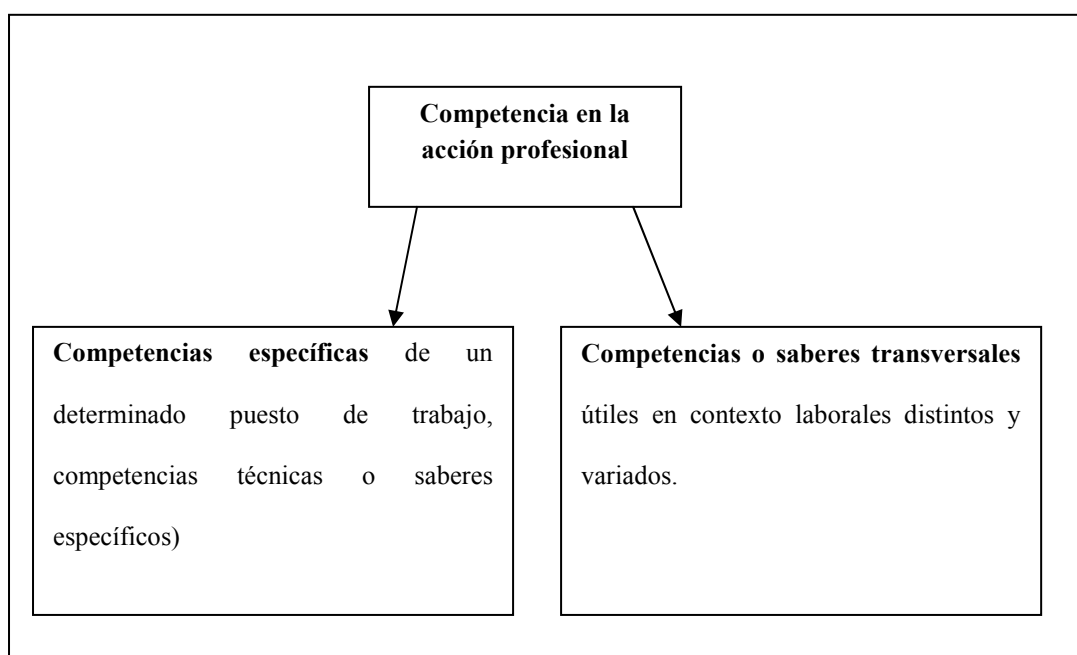 Competencia en la
acción profesional
Competencias específicas de un
determinado puesto de trabajo,
competencias técnicas o saberes
específicos)
Competencias o saberes transversales
útiles en contexto laborales distintos y
variados.